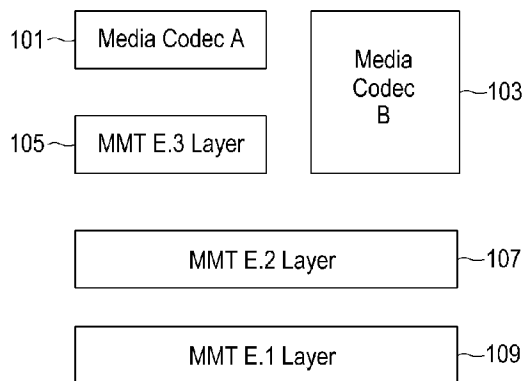 101
Media Codec A
Media
Codec
B
103
105
MMT E.3 Layer
MMT E.2 Layer
107
MMT E.1 Layer
109